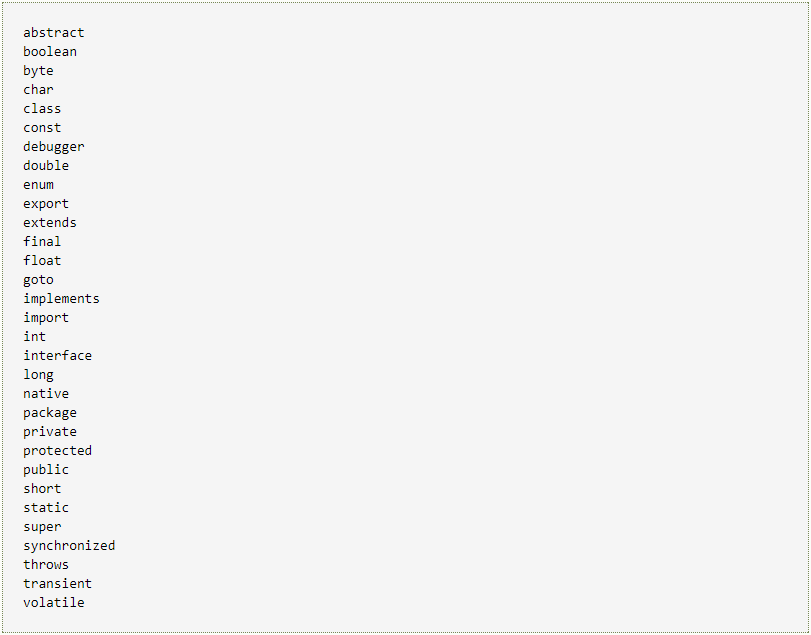 abstract
boolean
byte
char
class
const
debugger
double
enum
export
extends
final
float
goto
implements
import
int
interface
long
native
package
private
protected
public
short
static
super
synchronized
throws
transient
volatile